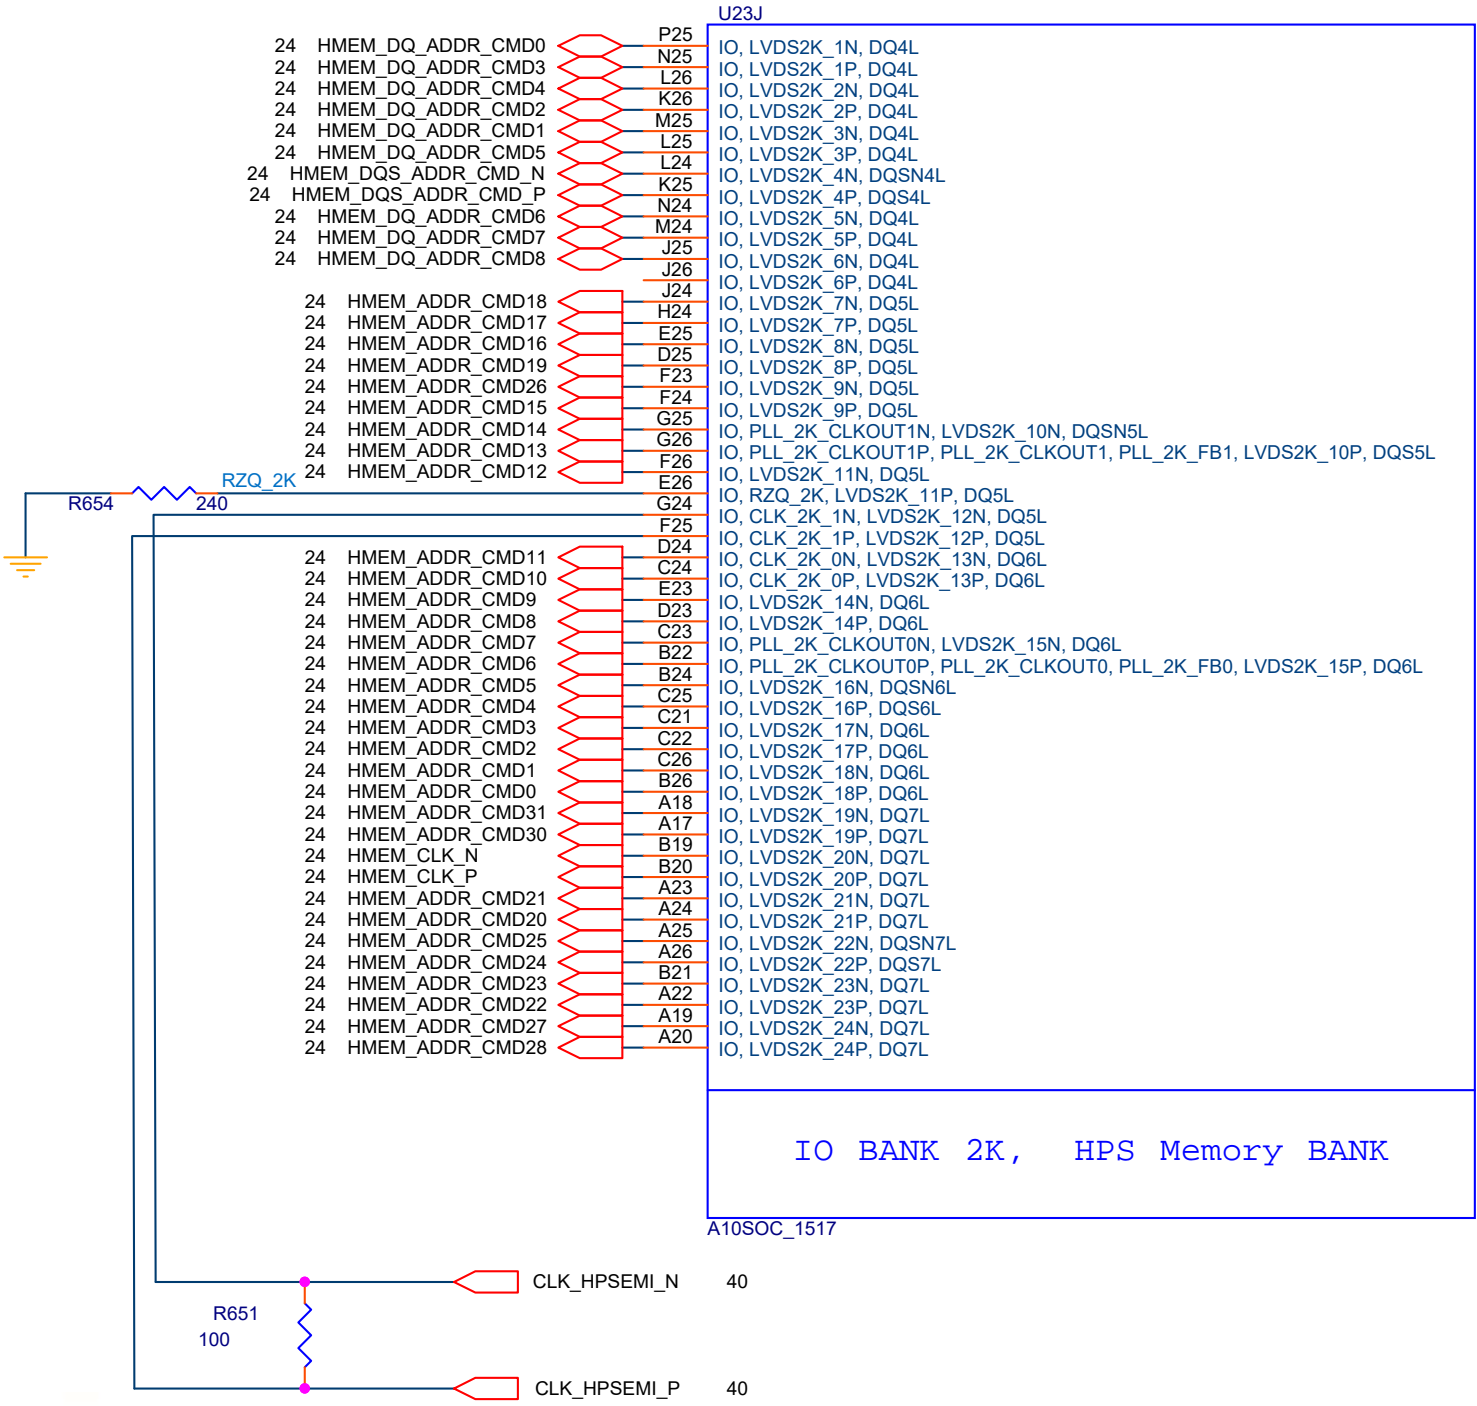 U23J
24 HMEM_DQ_ADDR_CMD0 P25 IO, LVDS2K_1N, DQ4L
24 HMEM_DQ_ADDR_CMD3 N25 IO, LVDS2K_1P, DQ4L
24 HMEM_DQ_ADDR_CMD4 L26 IO, LVDS2K_2N, DQ4L
24 HMEM_DQ_ADDR_CMD2 K26 IO, LVDS2K_2P, DQ4L
24 HMEM_DQ_ADDR_CMD1 M25 IO, LVDS2K_3N, DQ4L
24 HMEM_DQ_ADDR_CMD5 L25 IO, LVDS2K_3P, DQ4L
24 HMEM_DQS_ADDR_CMD_N L24 IO, LVDS2K_4N, DQSN4L
24 HMEM_DQS_ADDR_CMD_P K25 IO, LVDS2K_4P, DQS4L
24 HMEM_DQ_ADDR_CMD6 N24 IO, LVDS2K_5N, DQ4L
24 HMEM_DQ_ADDR_CMD7 M24 IO, LVDS2K_5P, DQ4L
24 HMEM_DQ_ADDR_CMD8 J25 IO, LVDS2K_6N, DQ4L
J26 IO, LVDS2K_6P, DQ4L
24 HMEM_ADDR_CMD18 J24 IO, LVDS2K_7N, DQ5L
24 HMEM_ADDR_CMD17 H24 IO, LVDS2K_7P, DQ5L
24 HMEM_ADDR_CMD16 E25 IO, LVDS2K_8N, DQ5L
24 HMEM_ADDR_CMD19 D25 IO, LVDS2K_8P, DQ5L
24 HMEM_ADDR_CMD26 F23 IO, LVDS2K_9N, DQ5L
24 HMEM_ADDR_CMD15 F24 IO, LVDS2K_9P, DQ5L
24 HMEM_ADDR_CMD14 G25 IO, PLL_2K_CLKOUT1N, LVDS2K_10N, DQSN5L
24 HMEM_ADDR_CMD13 G26 IO, PLL_2K_CLKOUT1P, PLL_2K_CLKOUT1, PLL_2K_FB1, LVDS2K_10P, DQS5L
24 HMEM_ADDR_CMD12 F26 IO, LVDS2K_11N, DQ5L
R654 240 RZQ_2K E26 IO, RZQ_2K, LVDS2K_11P, DQ5L
G24 IO, CLK_2K_1N, LVDS2K_12N, DQ5L
F25 IO, CLK_2K_1P, LVDS2K_12P, DQ5L
24 HMEM_ADDR_CMD11 D24 IO, CLK_2K_0N, LVDS2K_13N, DQ6L
24 HMEM_ADDR_CMD10 C24 IO, CLK_2K_0P, LVDS2K_13P, DQ6L
24 HMEM_ADDR_CMD9 E23 IO, LVDS2K_14N, DQ6L
24 HMEM_ADDR_CMD8 D23 IO, LVDS2K_14P, DQ6L
24 HMEM_ADDR_CMD7 C23 IO, PLL_2K_CLKOUT0N, LVDS2K_15N, DQ6L
24 HMEM_ADDR_CMD6 B22 IO, PLL_2K_CLKOUT0P, PLL_2K_CLKOUT0, PLL_2K_FB0, LVDS2K_15P, DQ6L
24 HMEM_ADDR_CMD5 B24 IO, LVDS2K_16N, DQSN6L
24 HMEM_ADDR_CMD4 C25 IO, LVDS2K_16P, DQS6L
24 HMEM_ADDR_CMD3 C21 IO, LVDS2K_17N, DQ6L
24 HMEM_ADDR_CMD2 C22 IO, LVDS2K_17P, DQ6L
24 HMEM_ADDR_CMD1 C26 IO, LVDS2K_18N, DQ6L
24 HMEM_ADDR_CMD0 B26 IO, LVDS2K_18P, DQ6L
24 HMEM_ADDR_CMD31 A18 IO, LVDS2K_19N, DQ7L
24 HMEM_ADDR_CMD30 A17 IO, LVDS2K_19P, DQ7L
24 HMEM_CLK_N B19 IO, LVDS2K_20N, DQ7L
24 HMEM_CLK_P B20 IO, LVDS2K_20P, DQ7L
24 HMEM_ADDR_CMD21 A23 IO, LVDS2K_21N, DQ7L
24 HMEM_ADDR_CMD20 A24 IO, LVDS2K_21P, DQ7L
24 HMEM_ADDR_CMD25 A25 IO, LVDS2K_22N, DQSN7L
24 HMEM_ADDR_CMD24 A26 IO, LVDS2K_22P, DQS7L
24 HMEM_ADDR_CMD23 B21 IO, LVDS2K_23N, DQ7L
24 HMEM_ADDR_CMD22 A22 IO, LVDS2K_23P, DQ7L
24 HMEM_ADDR_CMD27 A19 IO, LVDS2K_24N, DQ7L
24 HMEM_ADDR_CMD28 A20 IO, LVDS2K_24P, DQ7L
IO BANK 2K, HPS Memory BANK
A10SOC_1517
CLK_HPSEMI_N 40
R651
100
CLK_HPSEMI_P 40